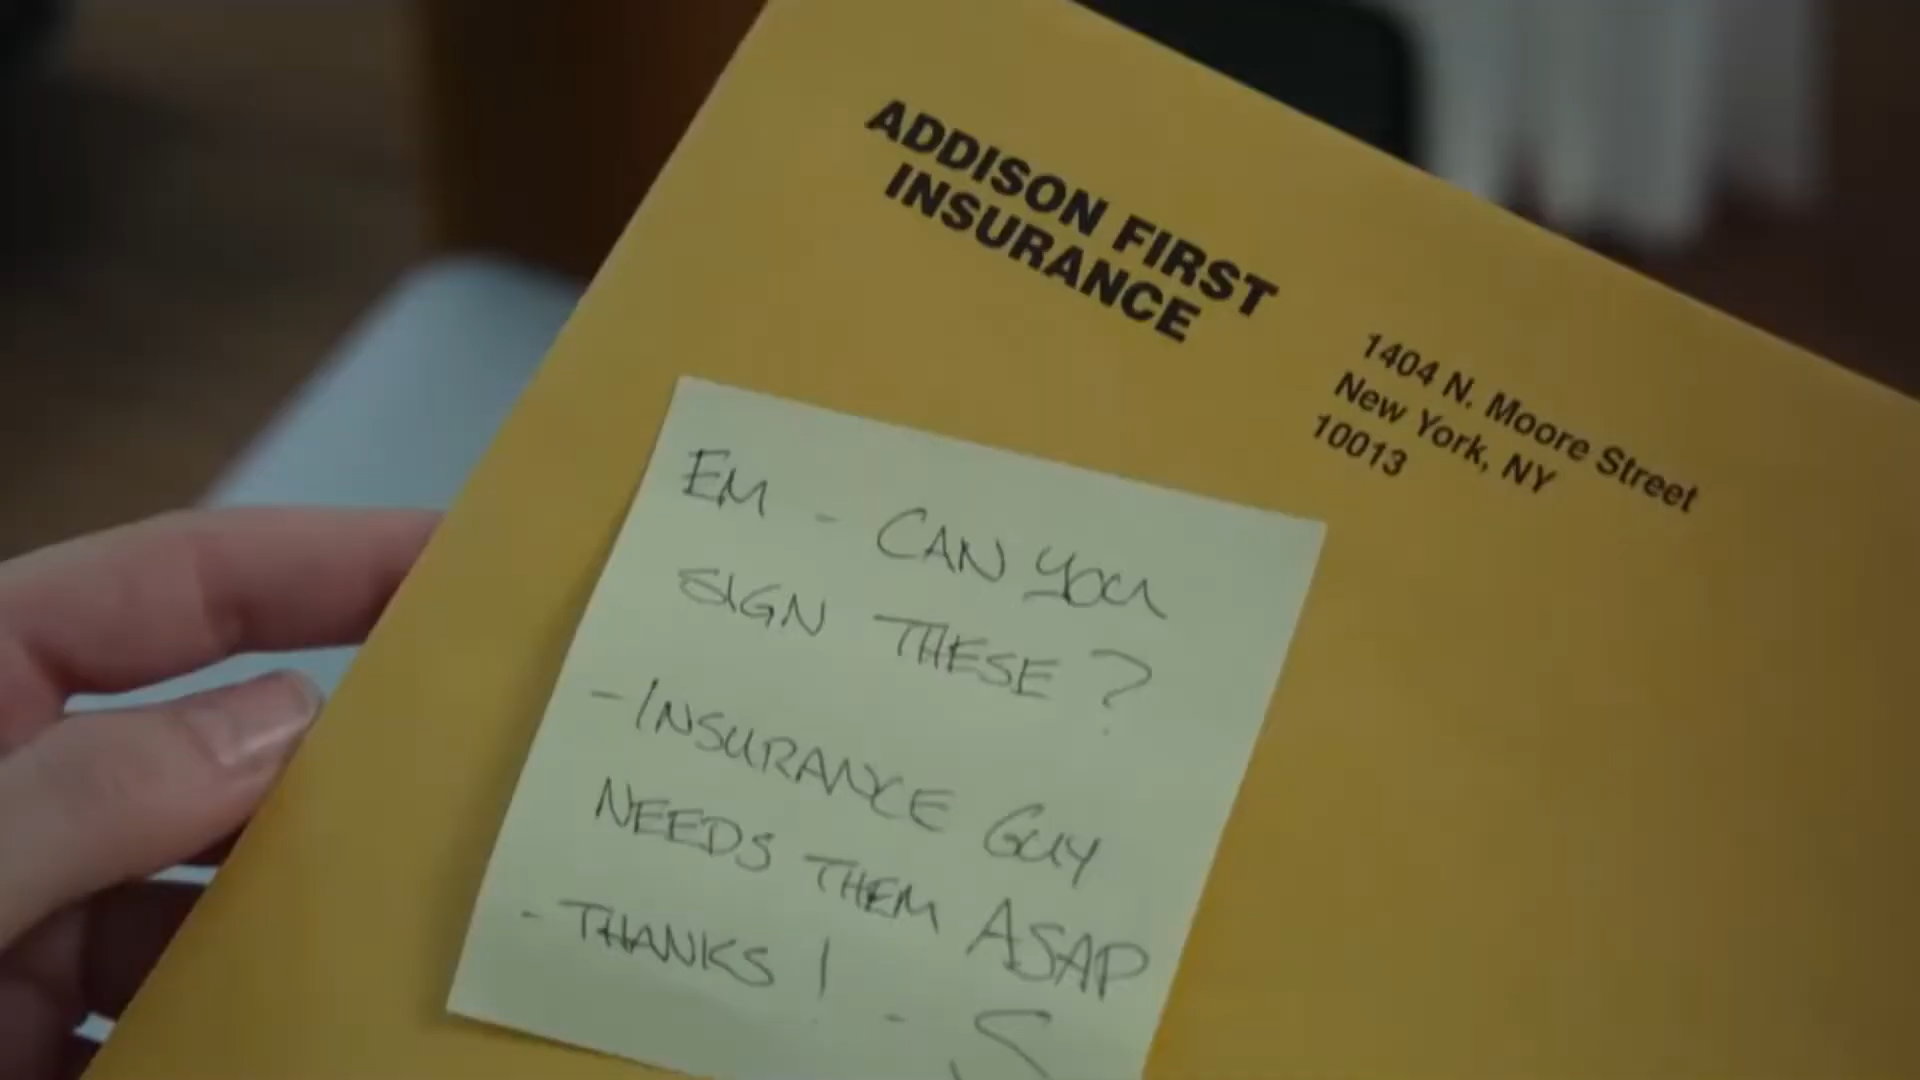 ADDISON FIRST
INSURANCE
1404 N. Moore Street
New York, NY
10013
EM - CAN YOU
SIGN THESE?
- INSURANCE GUY
NEEDS THEM ASAP
- THANKS! - S